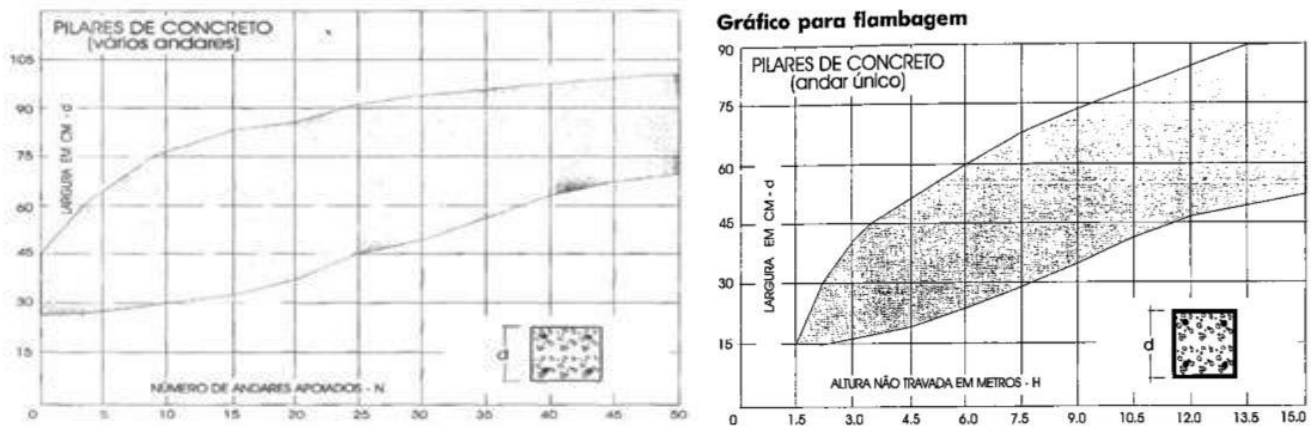 PILARES DE CONCRETO
(vários andares)
105
90
75
60
45
30
15
LARGURA EM CM - d
d
NÚMERO DE ANDARES APOIADOS - N
0 5 10 15 20 25 30 35 40 45 50
Gráfico para flambagem
PILARES DE CONCRETO
(andar único)
90
75
60
45
30
15
0
LARGURA EM CM - d
d
ALTURA NÃO TRAVADA EM METROS - H
1.5 3.0 4.5 6.0 7.5 9.0 10.5 12.0 13.5 15.0